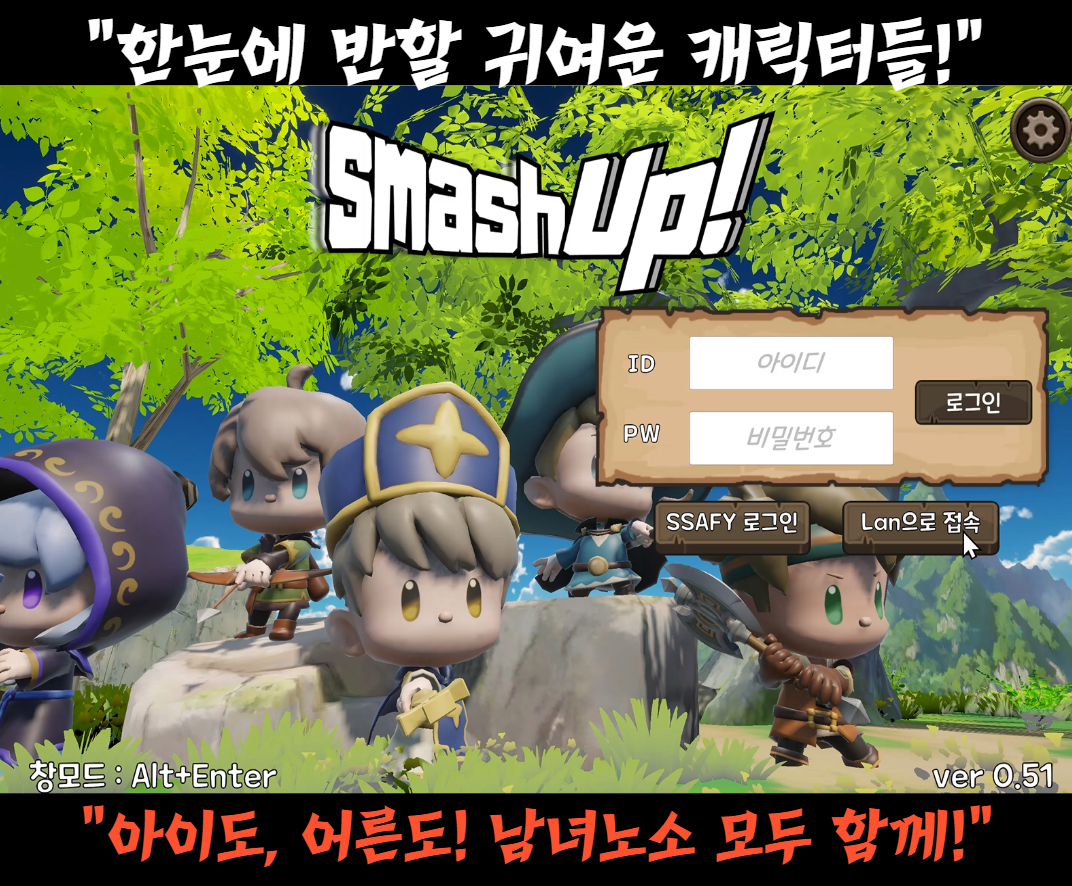 "한눈에 반할 귀여운 캐릭터들!"
smashUp!
ID
아이디
로그인
PW
비밀번호
SSAFY 로그인
Lan으로 접속
창모드 : Alt+Enter
ver 0.51
"아이도, 어른도! 남녀노소 모두 함께!"